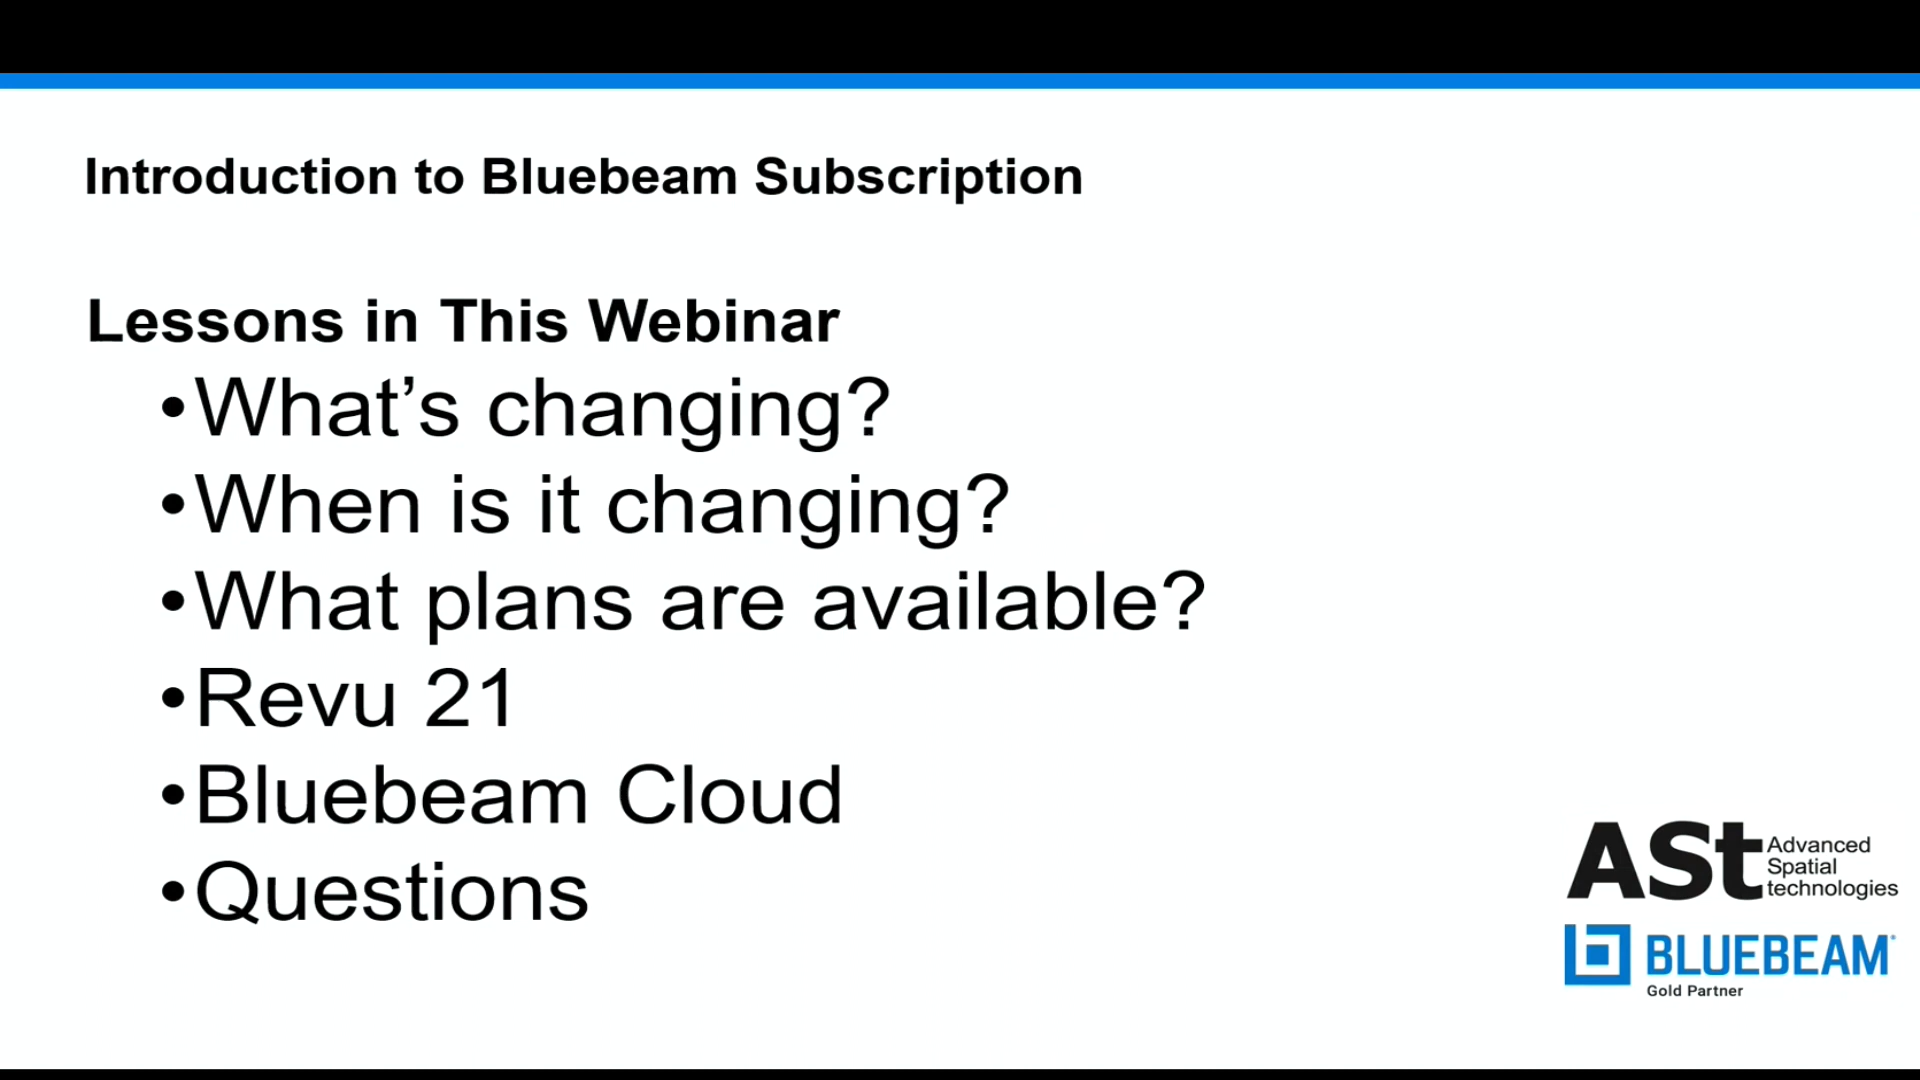 Introduction to Bluebeam Subscription
Lessons in This Webinar
•What’s changing?
•When is it changing?
•What plans are available?
•Revu 21
•Bluebeam Cloud
•Questions
ASt
Advanced
Spatial
technologies
BLUEBEAM®
Gold Partner